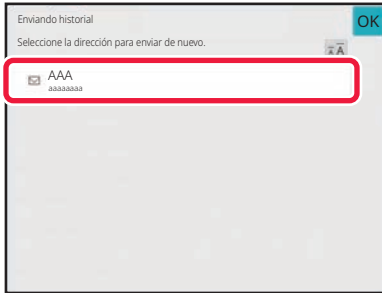 Enviando historial
OK
Seleccione la dirección para enviar de nuevo.
AAA
aaaaaaaa